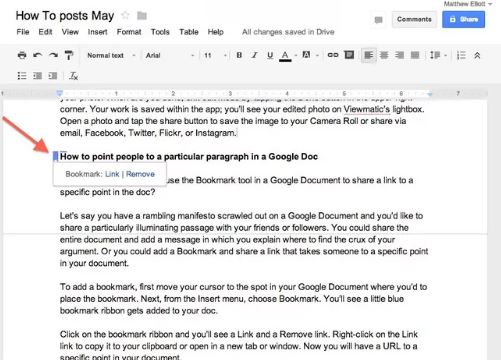 How To posts May
Matthew Elliott
File Edit View Insert Format Tools Table Help All changes saved in Drive
Comments
Share
Normal text Arial 11 B I U A
corner. Your work is saved within the app; you'll see your edited photo on Viewmatic's lightbox.
Open a photo and tap the share button to save the image to your Camera Roll or share via
email, Facebook, Twitter, Flickr, or Instagram.
How to point people to a particular paragraph in a Google Doc
Bookmark: Link | Remove
use the Bookmark tool in a Google Document to share a link to a
specific point in the doc?
Let's say you have a rambling manifesto scrawled out on a Google Document and you'd like to
share a particularly illuminating passage with your friends or followers. You could share the
entire document and add a message in which you explain where to find the crux of your
argument. Or you could add a Bookmark and share a link that takes someone to a specific point
in your document.
To add a bookmark, first move your cursor to the spot in your Google Document where you'd to
place the bookmark. Next, from the Insert menu, choose Bookmark. You'll see a little blue
bookmark ribbon gets added to your doc.
Click on the bookmark ribbon and you'll see a Link and a Remove link. Right-click on the Link
link to copy it to your clipboard or open in a new tab or window. Now you will have a URL to a
specific point in your document.